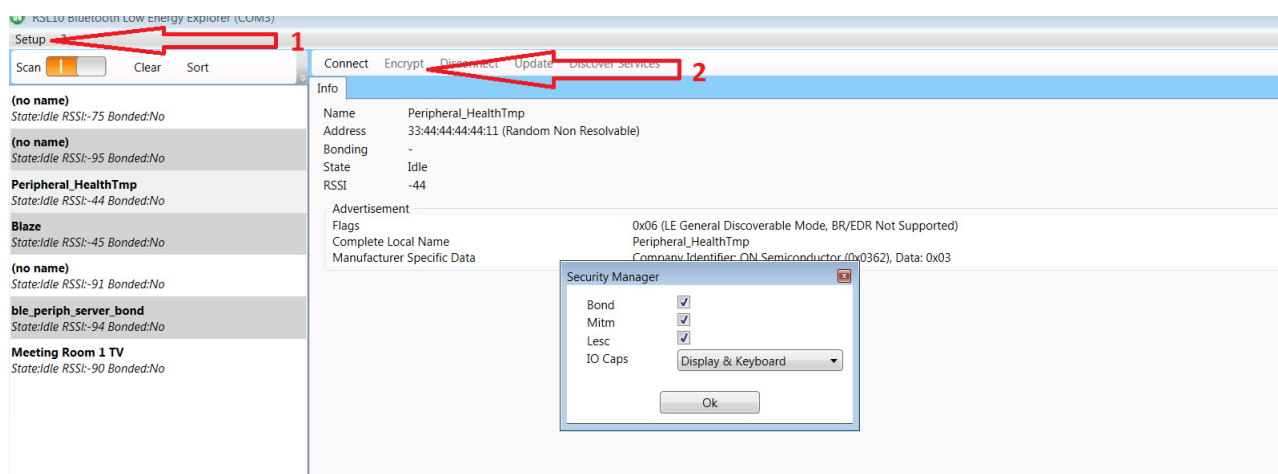 RSL10 Bluetooth Low Energy Explorer (COM3)
Setup ?
1
Scan Clear Sort
Connect Encrypt Disconnect Update Discover Services
2
Info
(no name)
State:Idle RSSI:-75 Bonded:No
(no name)
State:Idle RSSI:-95 Bonded:No
Peripheral_HealthTmp
State:Idle RSSI:-44 Bonded:No
Blaze
State:Idle RSSI:-45 Bonded:No
(no name)
State:Idle RSSI:-91 Bonded:No
ble_periph_server_bond
State:Idle RSSI:-94 Bonded:No
Meeting Room 1 TV
State:Idle RSSI:-90 Bonded:No
Name Peripheral_HealthTmp
Address 33:44:44:44:44:11 (Random Non Resolvable)
Bonding -
State Idle
RSSI -44
Advertisement
Flags 0x06 (LE General Discoverable Mode, BR/EDR Not Supported)
Complete Local Name Peripheral_HealthTmp
Manufacturer Specific Data Company Identifier: ON Semiconductor (0x0362), Data: 0x03
Security Manager
Bond
Mitm
Lesc
IO Caps Display & Keyboard
Ok